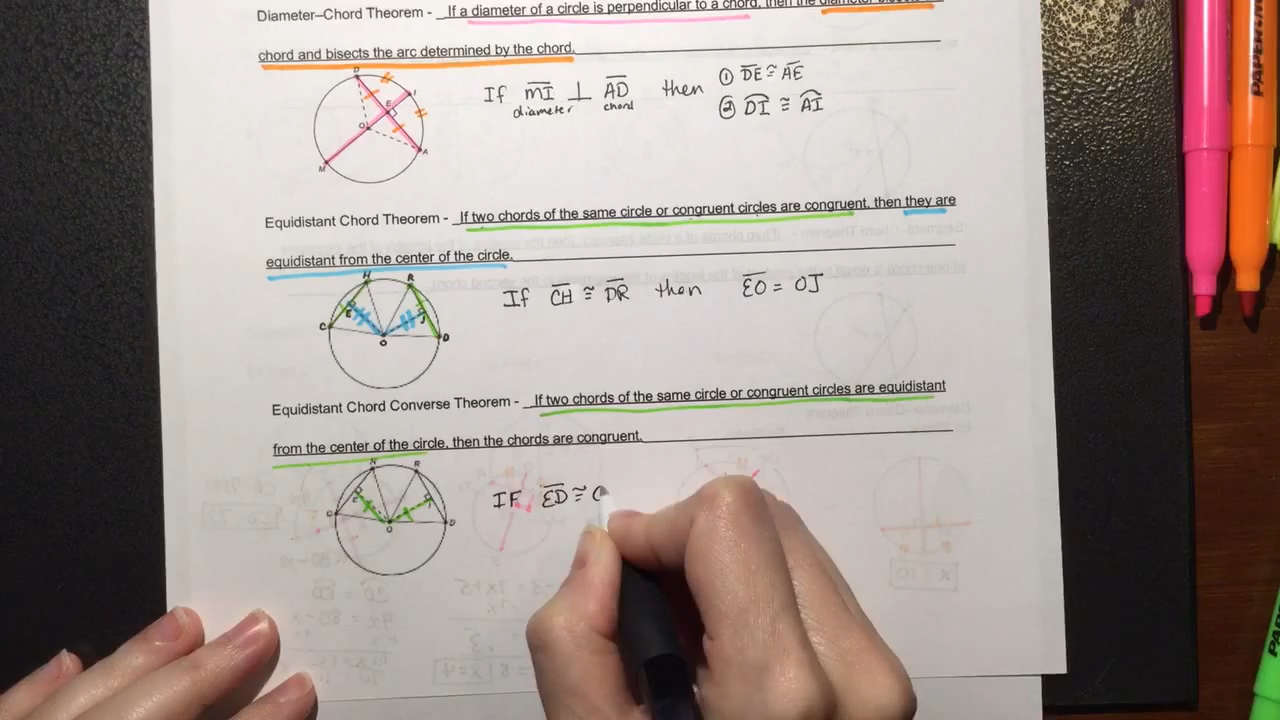 Diameter–Chord Theorem - If a diameter of a circle is perpendicular to a chord, then the diameter
chord and bisects the arc determined by the chord.
D
I
E
O
A
M
If MI ⊥ AD then ① DE ≅ AE
diameter chord ② DI ≅ AI
Equidistant Chord Theorem - If two chords of the same circle or congruent circles are congruent, then they are
equidistant from the center of the circle.
H R
E J
C
O D
If CH ≅ DR then EO = OJ
Equidistant Chord Converse Theorem - If two chords of the same circle or congruent circles are equidistant
from the center of the circle, then the chords are congruent.
H R
E
C
O D
IF ED ≅
PAPERM